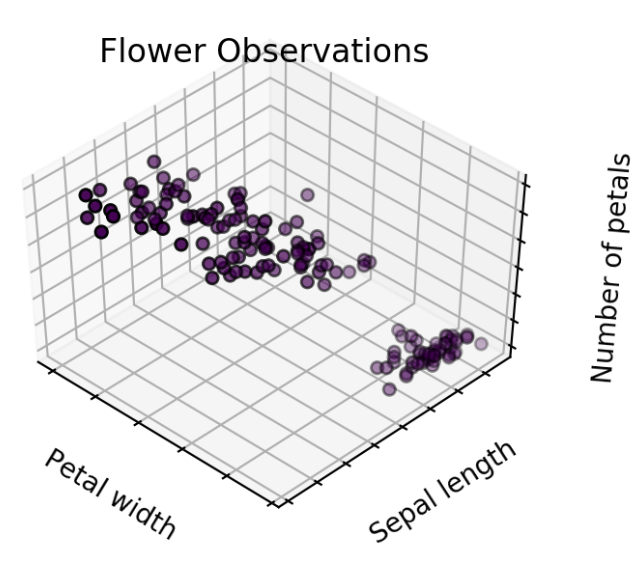 Flower Observations
Number of petals
Petal width
Sepal length